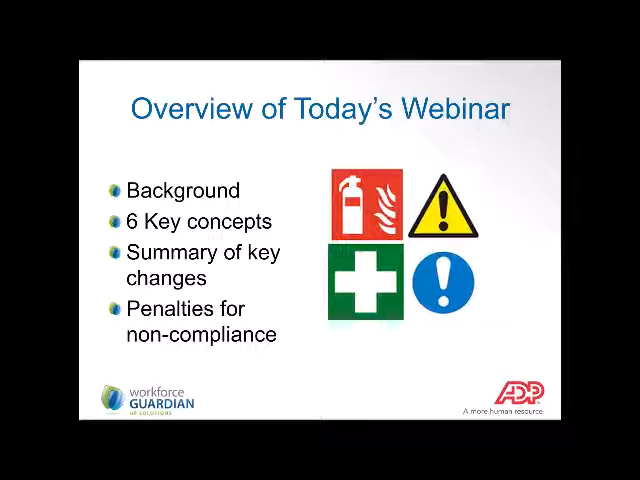 Overview of Today's Webinar
Background
6 Key concepts
Summary of key
changes
Penalties for
non-compliance
workforce
GUARDIAN
HR SOLUTIONS
ADP
A more human resource.